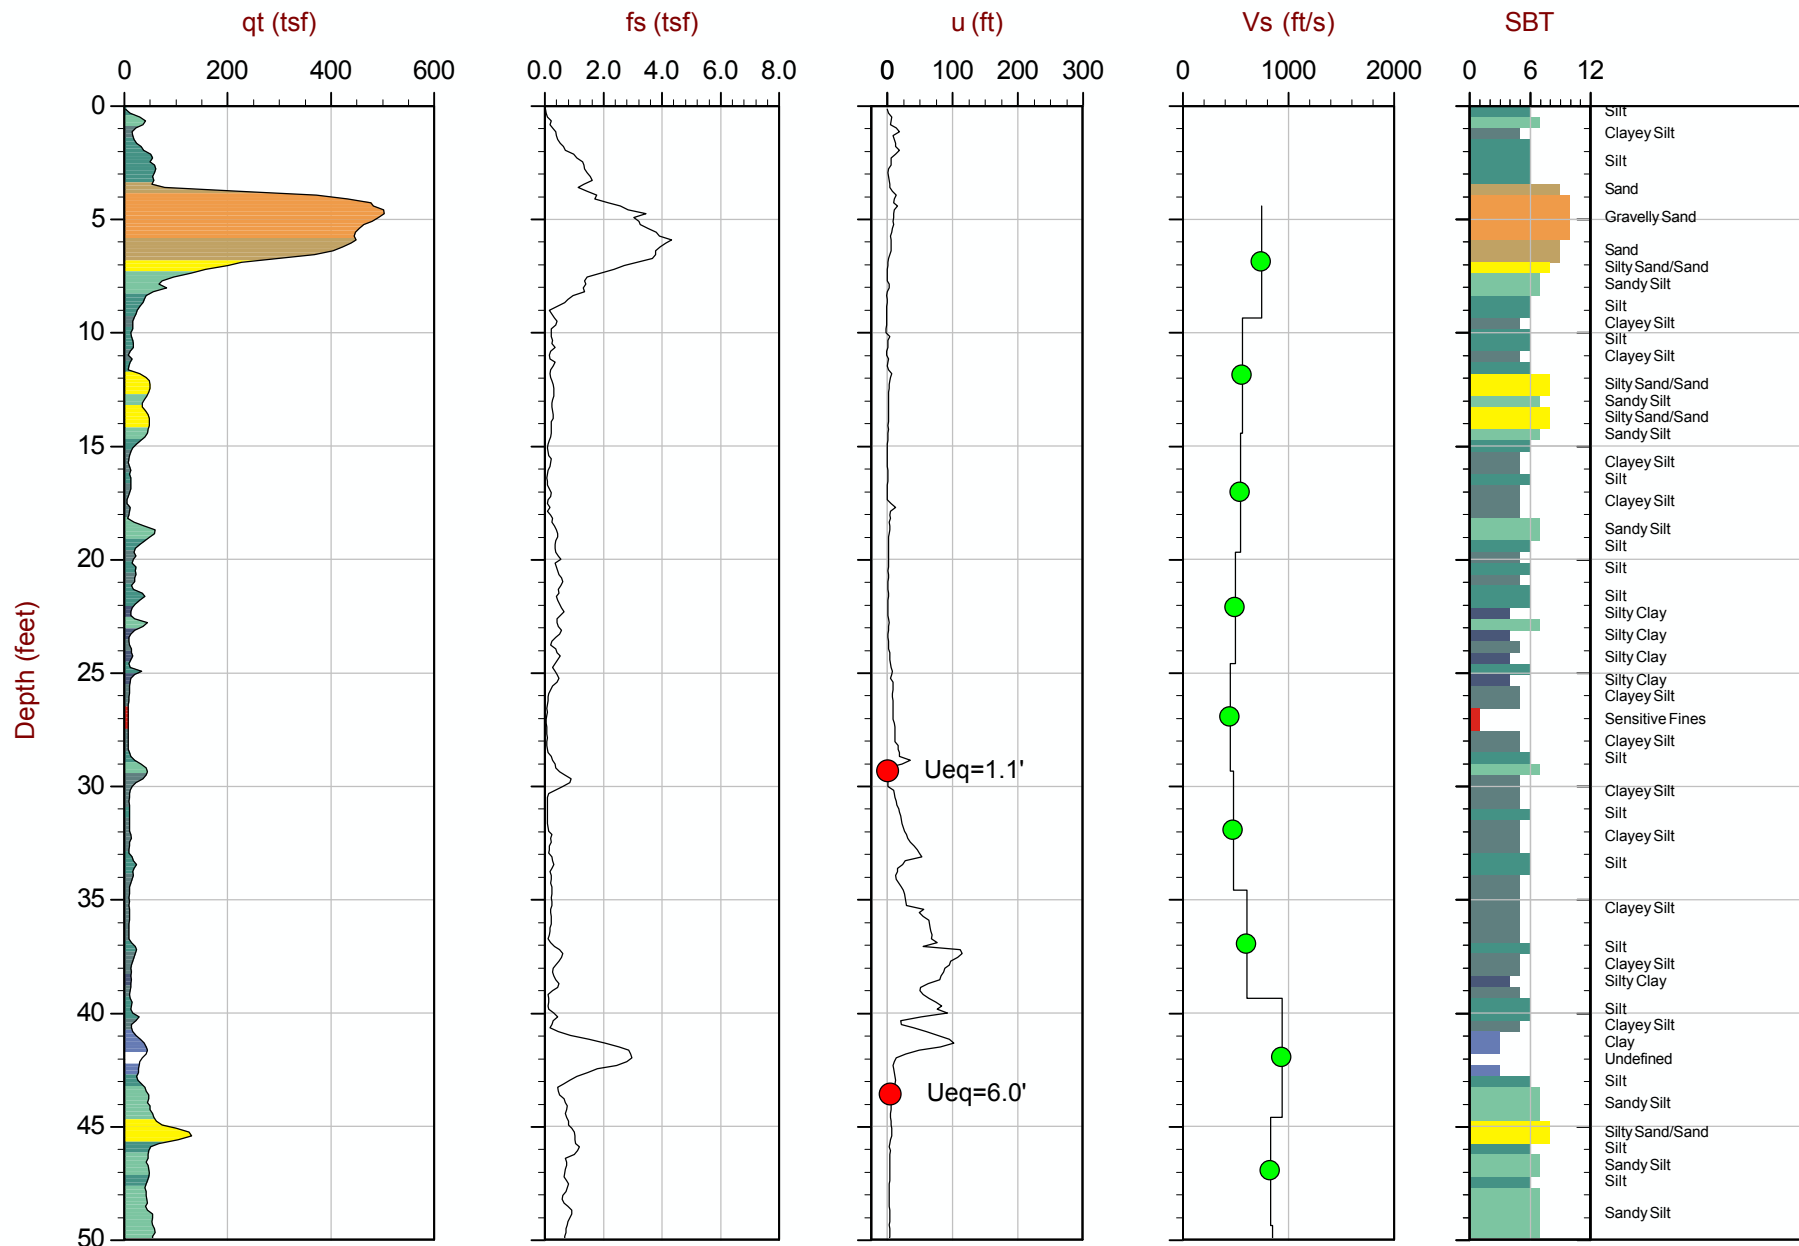 qt (tsf) fs (tsf) u (ft) Vs (ft/s) SBT
0 200 400 600 0.0 2.0 4.0 6.0 8.0 0 100 200 300 0 1000 2000 0 6 12
0
5
10
15
20
25
30
35
40
45
50
Depth (feet)
Ueq=1.1'
Ueq=6.0'
Silt
Clayey Silt
Silt
Sand
Gravelly Sand
Sand
Silty Sand/Sand
Sandy Silt
Silt
Clayey Silt
Silt
Clayey Silt
Silty Sand/Sand
Sandy Silt
Silty Sand/Sand
Sandy Silt
Clayey Silt
Silt
Clayey Silt
Sandy Silt
Silt
Silt
Silt
Silty Clay
Silty Clay
Silty Clay
Silty Clay
Clayey Silt
Sensitive Fines
Clayey Silt
Silt
Clayey Silt
Silt
Clayey Silt
Silt
Clayey Silt
Silt
Clayey Silt
Silty Clay
Silt
Clayey Silt
Clay
Undefined
Silt
Sandy Silt
Silty Sand/Sand
Silt
Sandy Silt
Silt
Sandy Silt